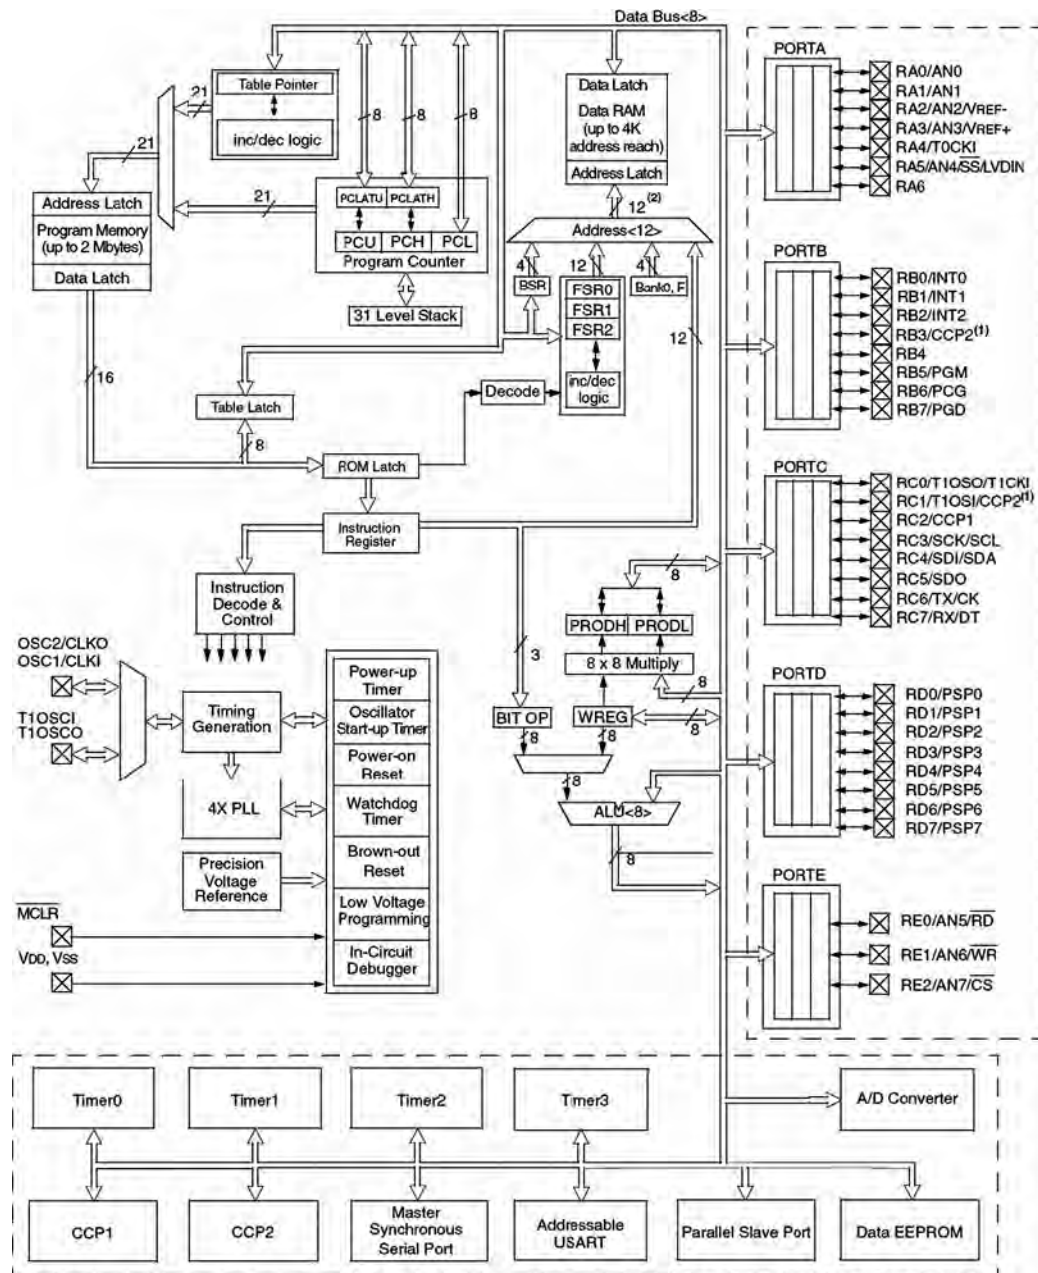 Data Bus<8>
Table Pointer
inc/dec logic
21
21
21
8
8
8
Address Latch
Program Memory
(up to 2 Mbytes)
Data Latch
PCLATU PCLATH
PCU PCH PCL
Program Counter
31 Level Stack
Data Latch
Data RAM
(up to 4K
address reach)
Address Latch
12 (2)
Address<12>
4 12 4
BSR
FSR0
FSR1
FSR2
Bank0, F
inc/dec
logic
12
Decode
16
Table Latch
8
ROM Latch
Instruction
Register
Instruction
Decode &
Control
OSC2/CLKO
OSC1/CLKI
T1OSCI
T1OSCO
Timing
Generation
4X PLL
Precision
Voltage
Reference
MCLR
VDD, VSS
Power-up
Timer
Oscillator
Start-up Timer
Power-on
Reset
Watchdog
Timer
Brown-out
Reset
Low Voltage
Programming
In-Circuit
Debugger
8
PRODH PRODL
8 x 8 Multiply
3
8
BIT OP
WREG
8
8
8
8
ALU<8>
8
PORTA
RA0/AN0
RA1/AN1
RA2/AN2/VREF-
RA3/AN3/VREF+
RA4/T0CKI
RA5/AN4/SS/LVDIN
RA6
PORTB
RB0/INT0
RB1/INT1
RB2/INT2
RB3/CCP2(1)
RB4
RB5/PGM
RB6/PCG
RB7/PGD
PORTC
RC0/T1OSO/T1CKI
RC1/T1OSI/CCP2(1)
RC2/CCP1
RC3/SCK/SCL
RC4/SDI/SDA
RC5/SDO
RC6/TX/CK
RC7/RX/DT
PORTD
RD0/PSP0
RD1/PSP1
RD2/PSP2
RD3/PSP3
RD4/PSP4
RD5/PSP5
RD6/PSP6
RD7/PSP7
PORTE
RE0/AN5/RD
RE1/AN6/WR
RE2/AN7/CS
Timer0
Timer1
Timer2
Timer3
A/D Converter
CCP1
CCP2
Master
Synchronous
Serial Port
Addressable
USART
Parallel Slave Port
Data EEPROM